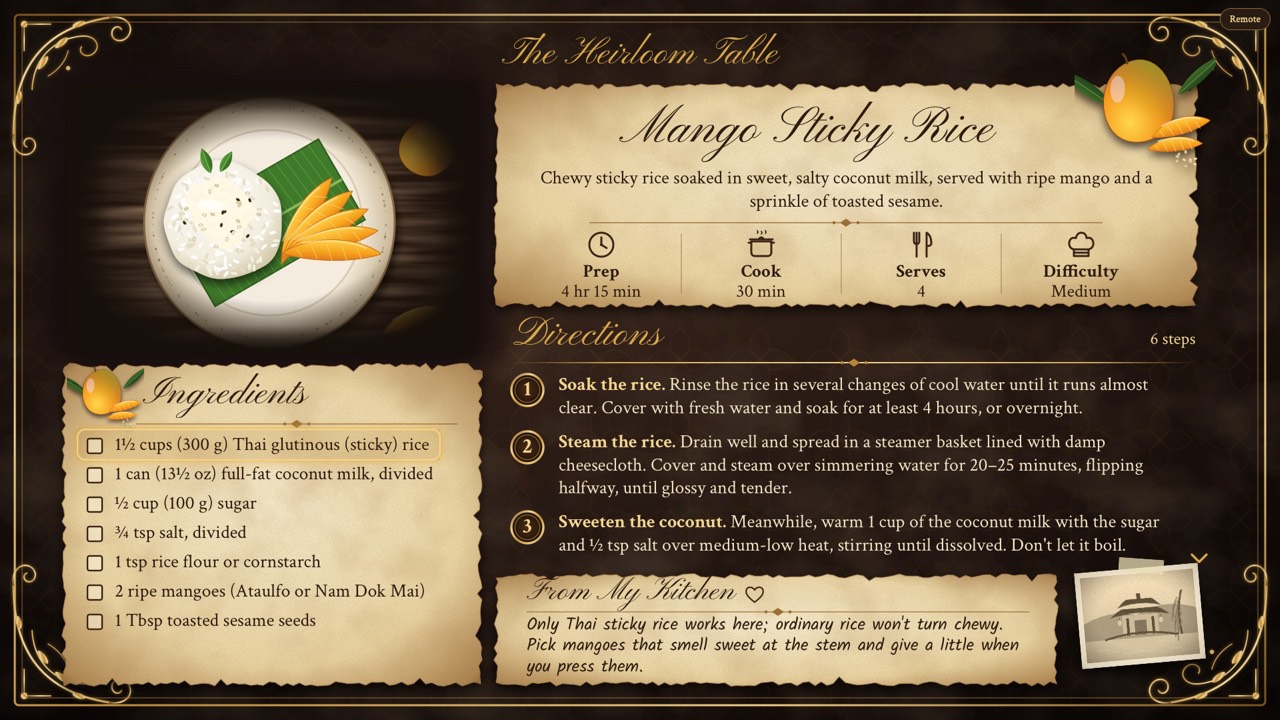 Remote
The Heirloom Table
Mango Sticky Rice
Chewy sticky rice soaked in sweet, salty coconut milk, served with ripe mango and a
sprinkle of toasted sesame.
Prep
4 hr 15 min
Cook
30 min
Serves
4
Difficulty
Medium
Ingredients
1½ cups (300 g) Thai glutinous (sticky) rice
1 can (13½ oz) full-fat coconut milk, divided
½ cup (100 g) sugar
¾ tsp salt, divided
1 tsp rice flour or cornstarch
2 ripe mangoes (Ataulfo or Nam Dok Mai)
1 Tbsp toasted sesame seeds
Directions
6 steps
1 Soak the rice. Rinse the rice in several changes of cool water until it runs almost
clear. Cover with fresh water and soak for at least 4 hours, or overnight.
2 Steam the rice. Drain well and spread in a steamer basket lined with damp
cheesecloth. Cover and steam over simmering water for 20–25 minutes, flipping
halfway, until glossy and tender.
3 Sweeten the coconut. Meanwhile, warm 1 cup of the coconut milk with the sugar
and ½ tsp salt over medium-low heat, stirring until dissolved. Don't let it boil.
From My Kitchen
Only Thai sticky rice works here; ordinary rice won't turn chewy.
Pick mangoes that smell sweet at the stem and give a little when
you press them.